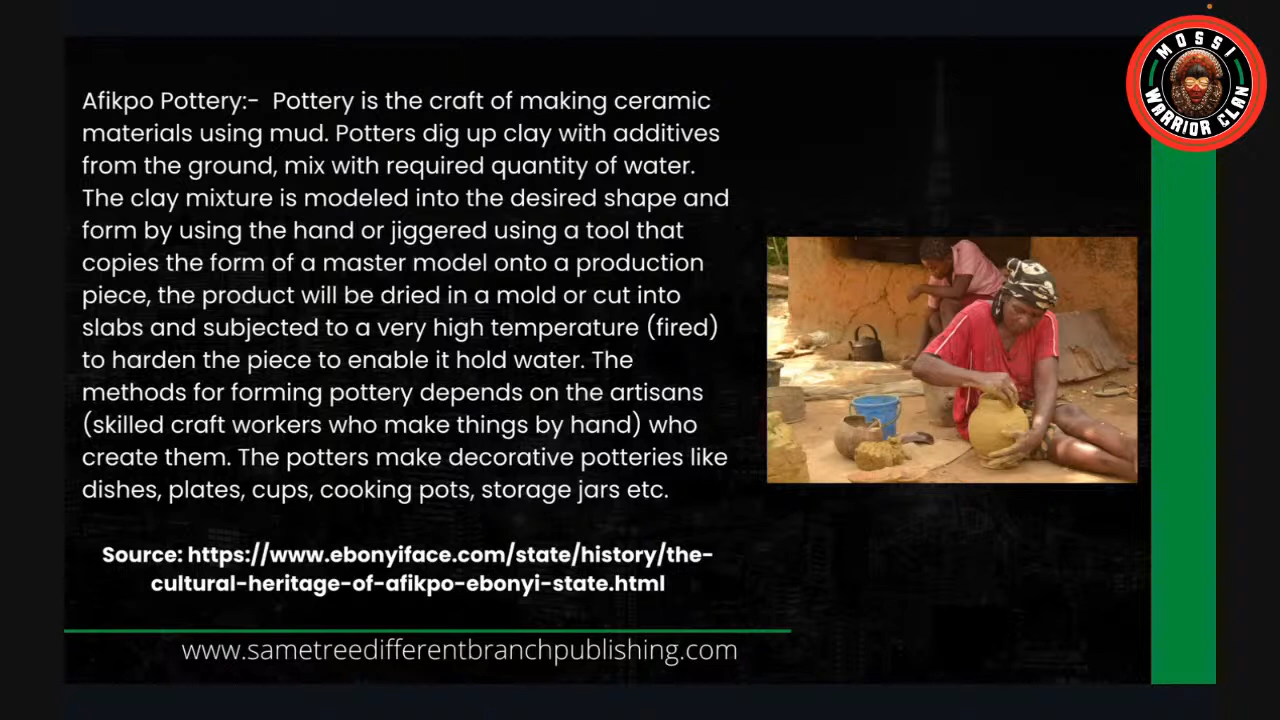 Afikpo Pottery:- Pottery is the craft of making ceramic
materials using mud. Potters dig up clay with additives
from the ground, mix with required quantity of water.
The clay mixture is modeled into the desired shape and
form by using the hand or jiggered using a tool that
copies the form of a master model onto a production
piece, the product will be dried in a mold or cut into
slabs and subjected to a very high temperature (fired)
to harden the piece to enable it hold water. The
methods for forming pottery depends on the artisans
(skilled craft workers who make things by hand) who
create them. The potters make decorative potteries like
dishes, plates, cups, cooking pots, storage jars etc.
Source: https://www.ebonyiface.com/state/history/the-
cultural-heritage-of-afikpo-ebonyi-state.html
www.sametreedifferentbranchpublishing.com
MOSSI
WARRIOR CLAN